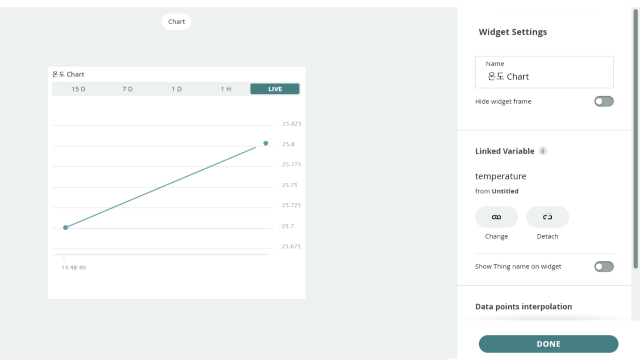 Chart
온도 Chart
15 D 7 D 1 D 1 H LIVE
25.825
25.8
25.775
25.75
25.725
25.7
25.675
13:48:40
Widget Settings
Name
온도 Chart
Hide widget frame
Linked Variable
temperature
from Untitled
Change Detach
Show Thing name on widget
Data points interpolation
DONE